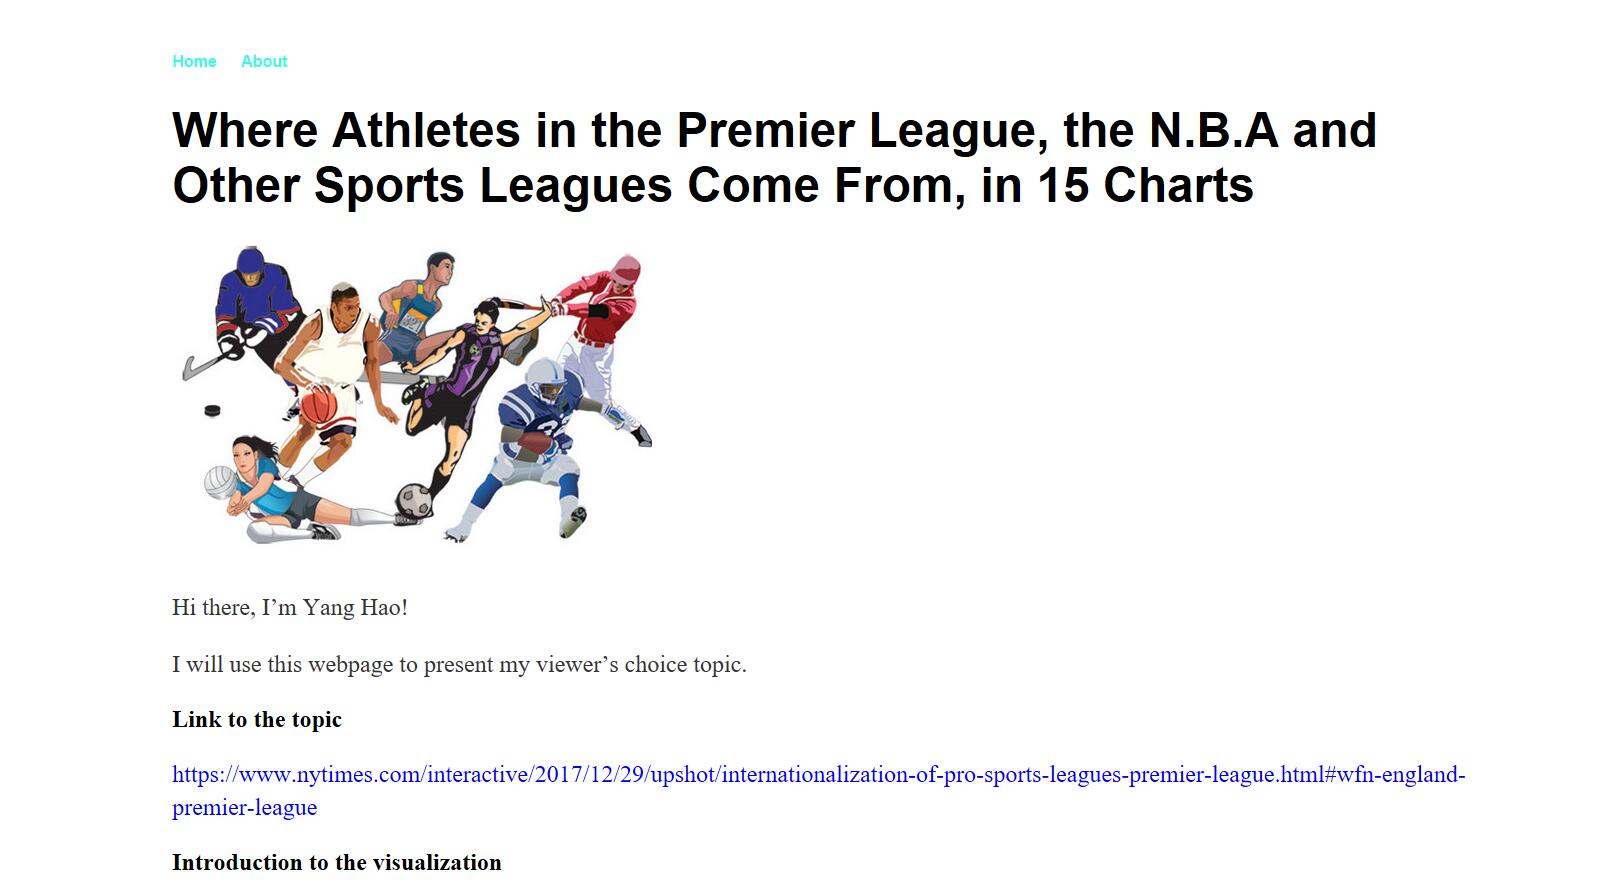 Home About
Where Athletes in the Premier League, the N.B.A and
Other Sports Leagues Come From, in 15 Charts
Hi there, I’m Yang Hao!
I will use this webpage to present my viewer’s choice topic.
Link to the topic
https://www.nytimes.com/interactive/2017/12/29/upshot/internationalization-of-pro-sports-leagues-premier-league.html#wfn-england-
premier-league
Introduction to the visualization